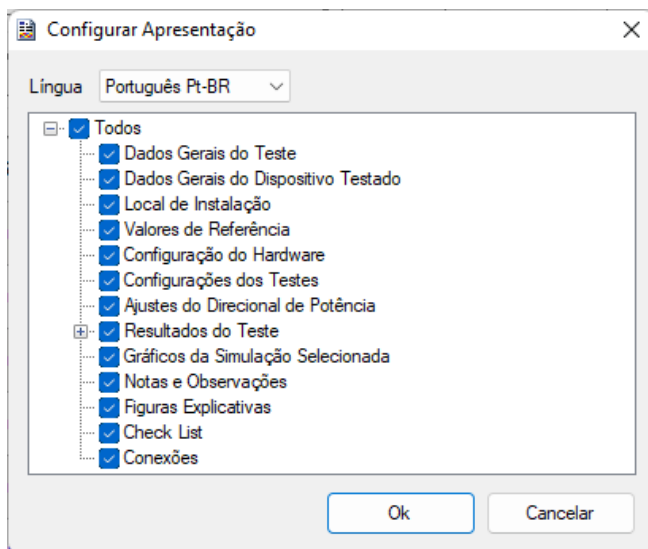 Configurar Apresentação
Língua Português Pt-BR
Todos
Dados Gerais do Teste
Dados Gerais do Dispositivo Testado
Local de Instalação
Valores de Referência
Configuração do Hardware
Configurações dos Testes
Ajustes do Direcional de Potência
Resultados do Teste
Gráficos da Simulação Selecionada
Notas e Observações
Figuras Explicativas
Check List
Conexões
Ok Cancelar